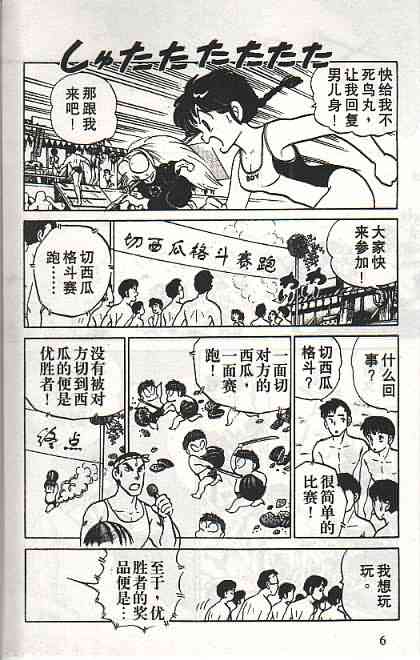 しゅたたたたたた
快给我不
死鸟丸，
让我回复
男儿身！
那跟我
来吧！
大家快
来参加！
切西瓜格斗赛跑
切西瓜
格斗赛
跑……
什么回
事？
切西瓜
格斗？
很简单的
比赛！
一面切
对方的
西瓜，
一面赛
跑！
没有被对
方切到西
瓜的便是
优胜者！
终点
我想玩
玩。
至于，优
胜者的奖
品便是…
6